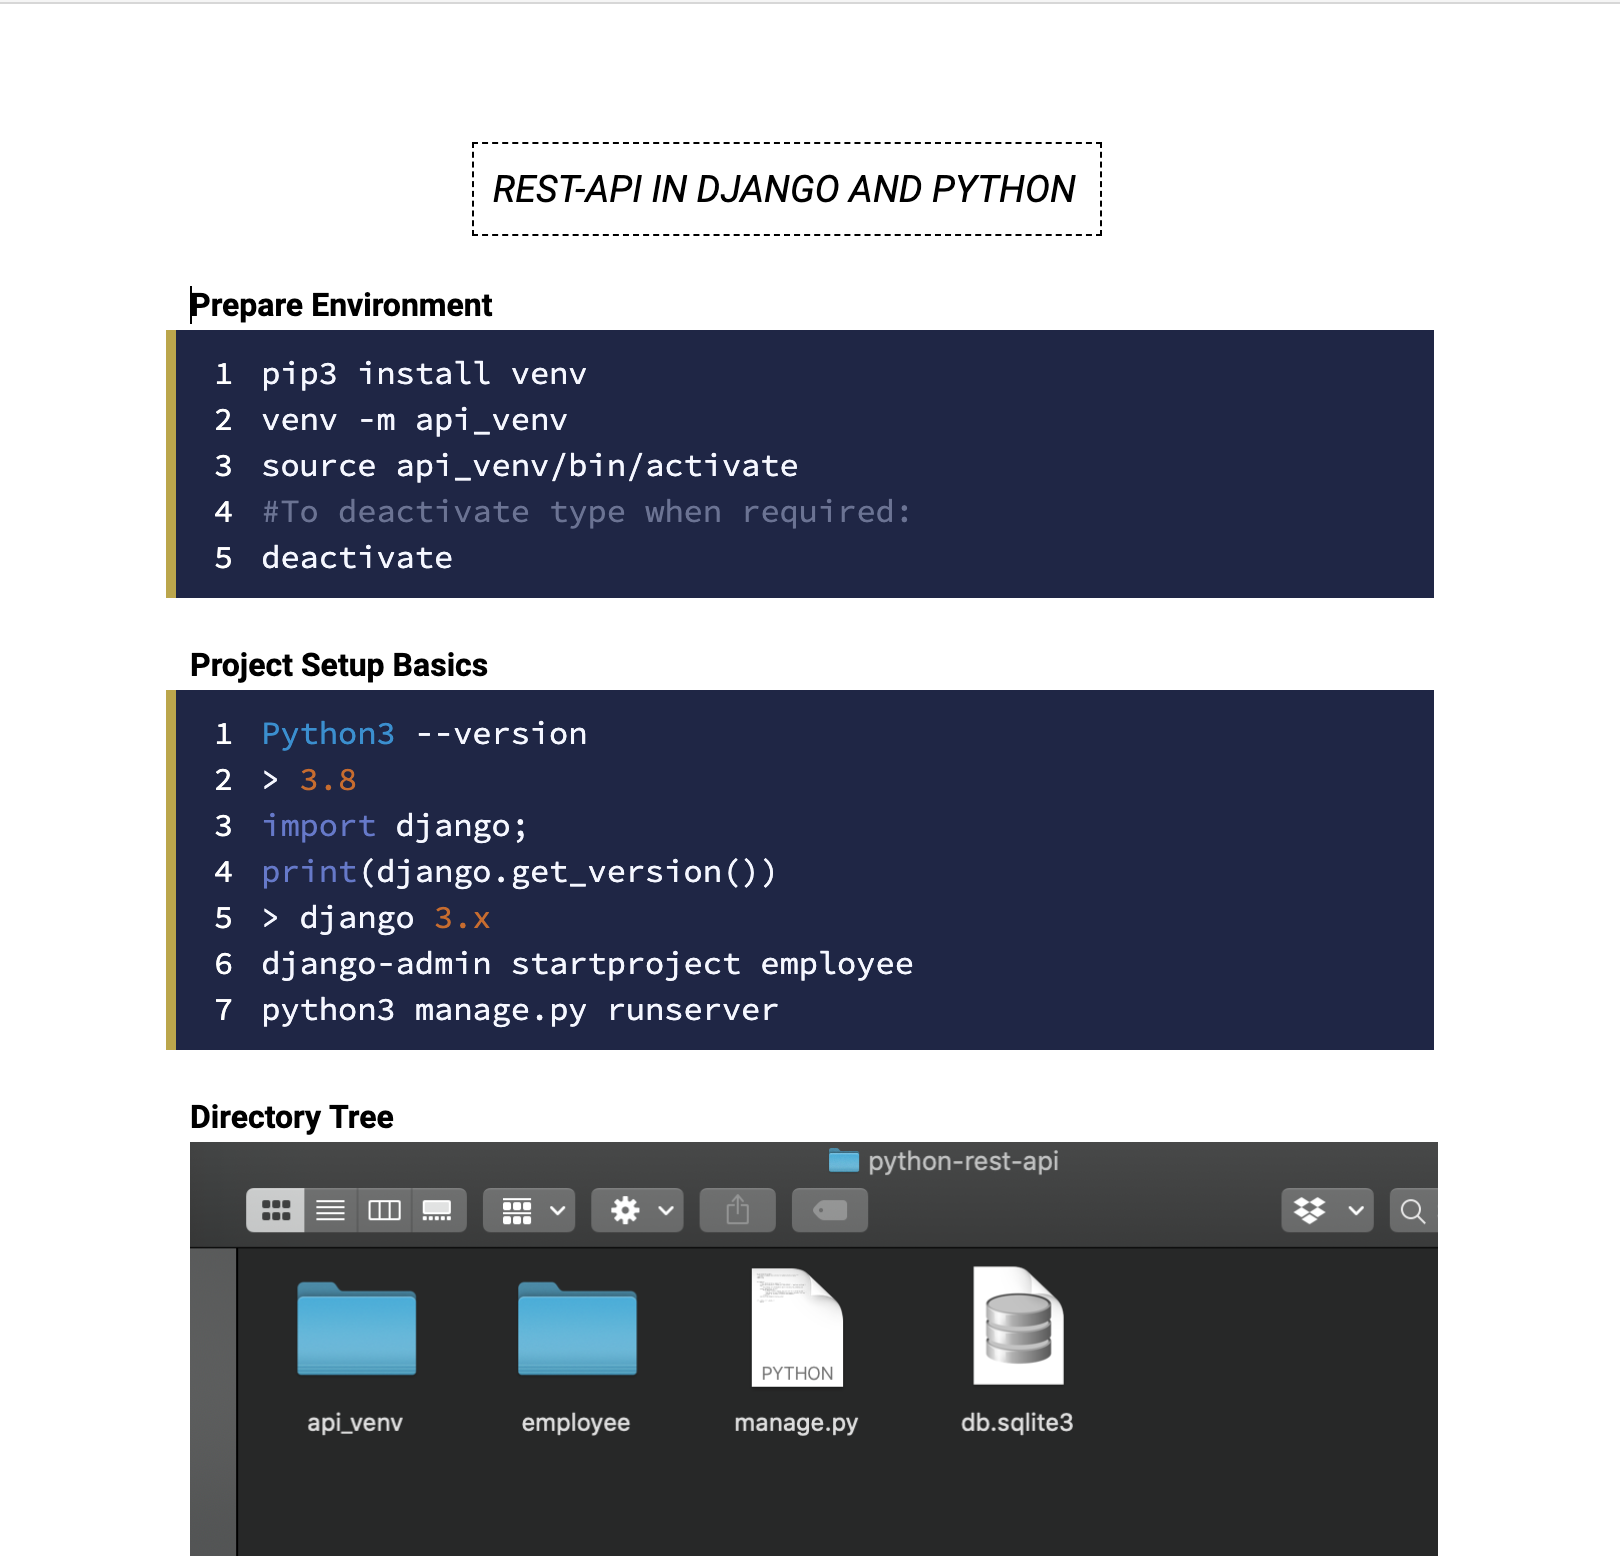 REST-API IN DJANGO AND PYTHON
Prepare Environment
1 pip3 install venv
2 venv -m api_venv
3 source api_venv/bin/activate
4 #To deactivate type when required:
5 deactivate
Project Setup Basics
1 Python3 --version
2 > 3.8
3 import django;
4 print(django.get_version())
5 > django 3.x
6 django-admin startproject employee
7 python3 manage.py runserver
Directory Tree
python-rest-api
PYTHON
api_venv employee manage.py db.sqlite3